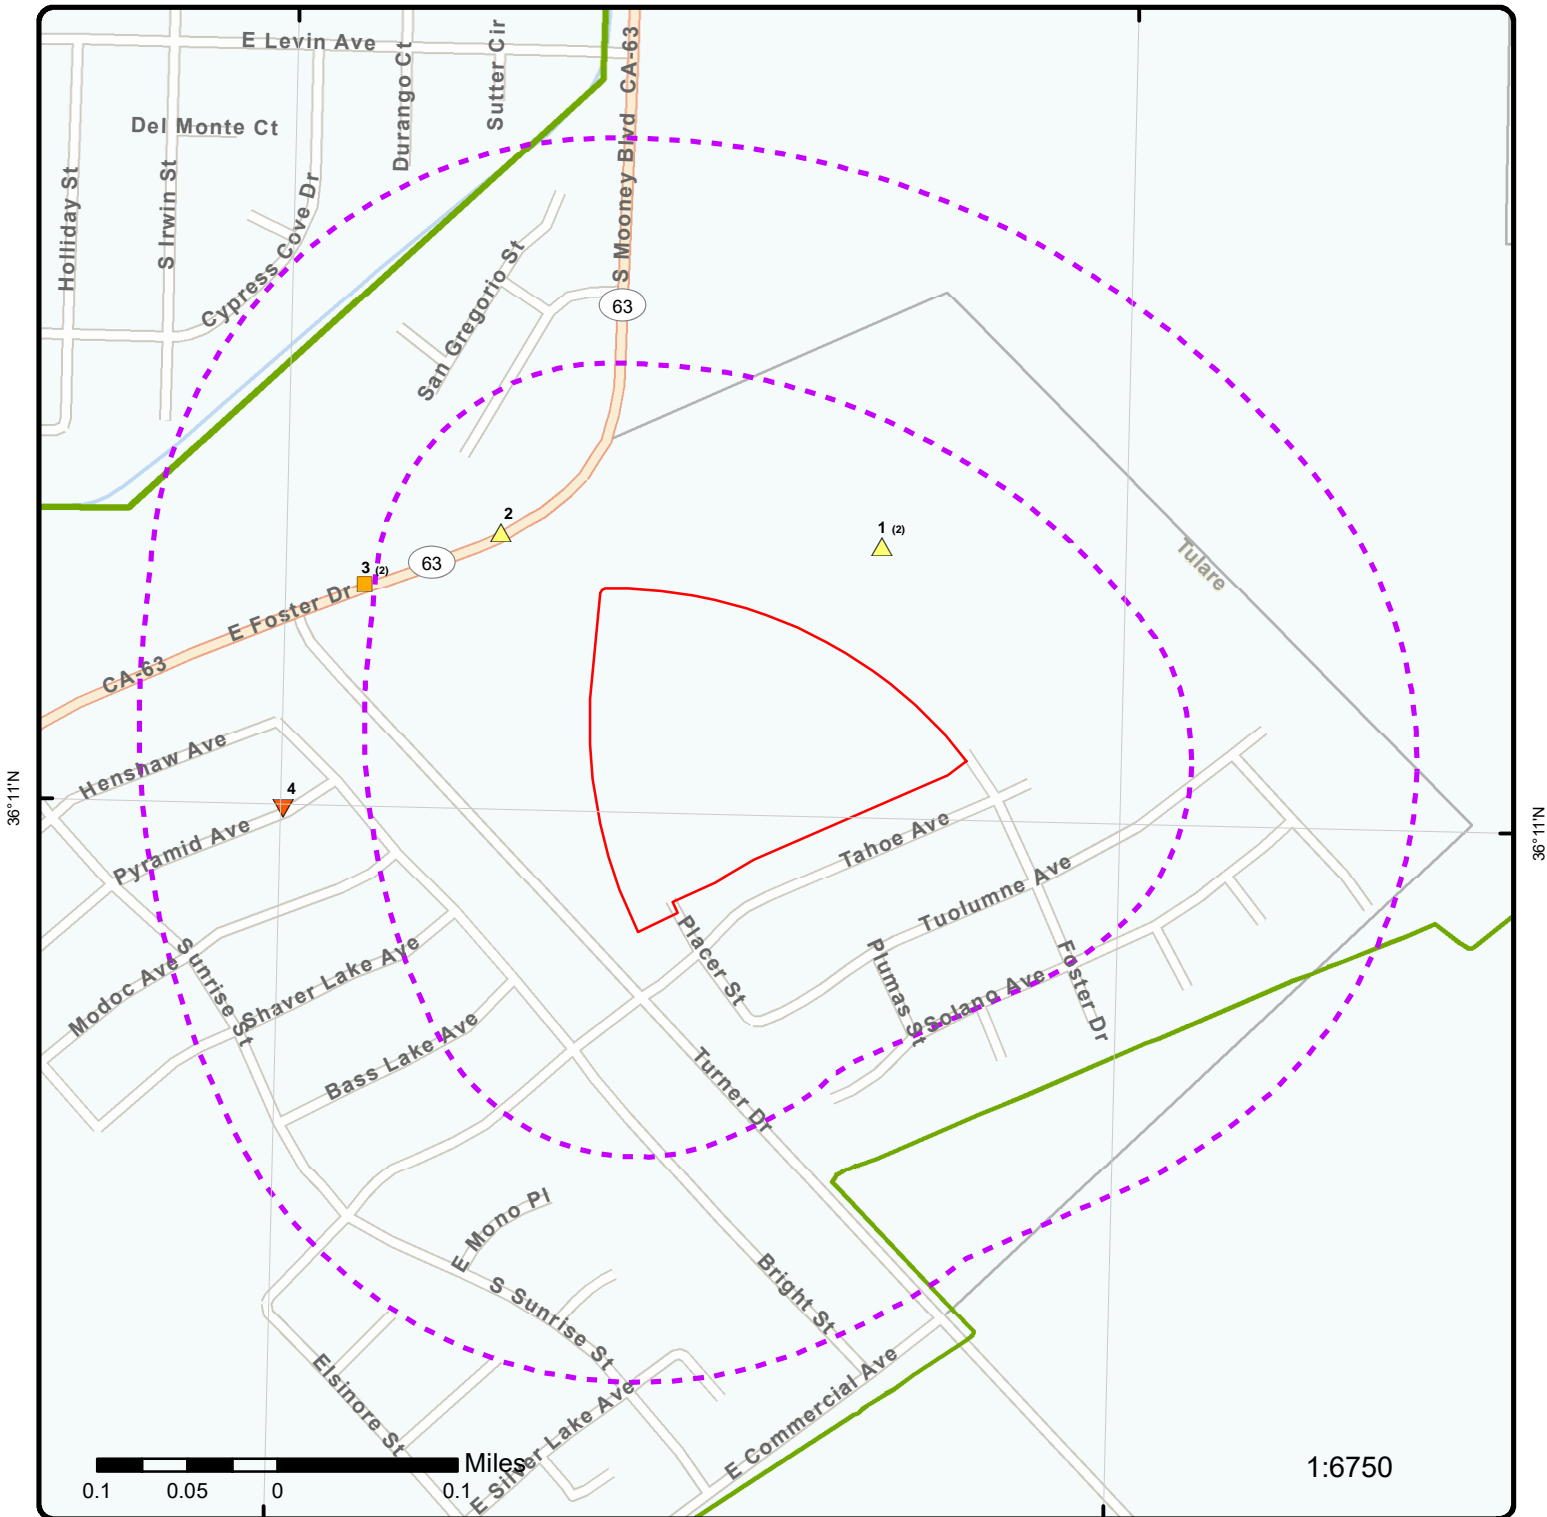 E Levin Ave
Durango Ct
Sutter Cir
CA-63
Del Monte Ct
S Mooney Blvd
Holliday St
S Irwin St
Cypress Cove Dr
San Gregorio St
63
2
1 (2)
63
3 (2)
Tulare
E Foster Dr
CA-63
Henshaw Ave
4
36°11'N
36°11'N
Pyramid Ave
Tahoe Ave
Tuolumne Ave
Placer St
Plumas St
Foster Dr
Solano Ave
Modoc Ave
Sunrise St
Shaver Lake Ave
Bass Lake Ave
Turner Dr
E Mono Pl
S Sunrise St
Bright St
Elsinore St
E Silver Lake Ave
E Commercial Ave
Miles
0.1 0.05 0 0.1
1:6750